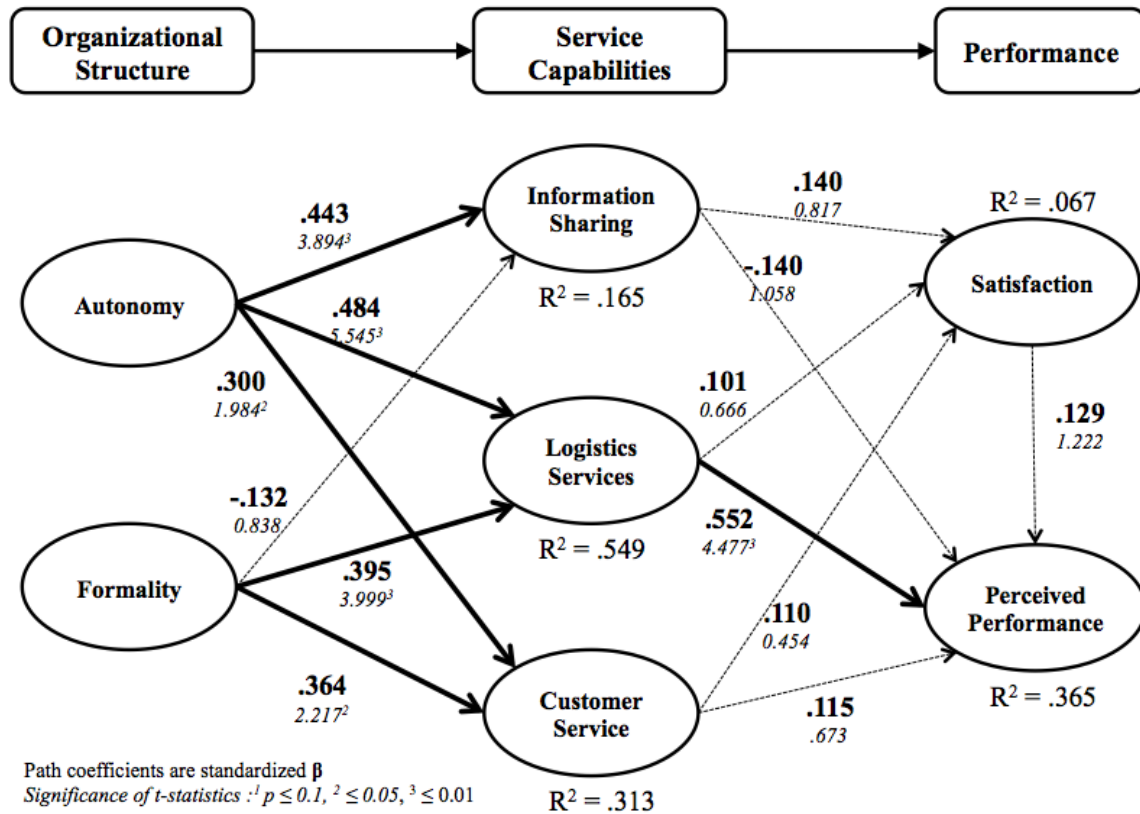 Organizational
Structure
Service
Capabilities
Performance
Information
Sharing
R² = .165
.140
0.817
R² = .067
Satisfaction
.443
3.894³
Autonomy
-.140
1.058
.484
5.545³
.300
1.984²
.101
0.666
.129
1.222
Logistics
Services
R² = .549
-.132
0.838
.552
4.477³
Formality
.395
3.999³
Perceived
Performance
R² = .365
.110
0.454
.364
2.217²
Customer
Service
R² = .313
.115
.673
Path coefficients are standardized β
Significance of t-statistics :¹ p ≤ 0.1, ² ≤ 0.05, ³ ≤ 0.01